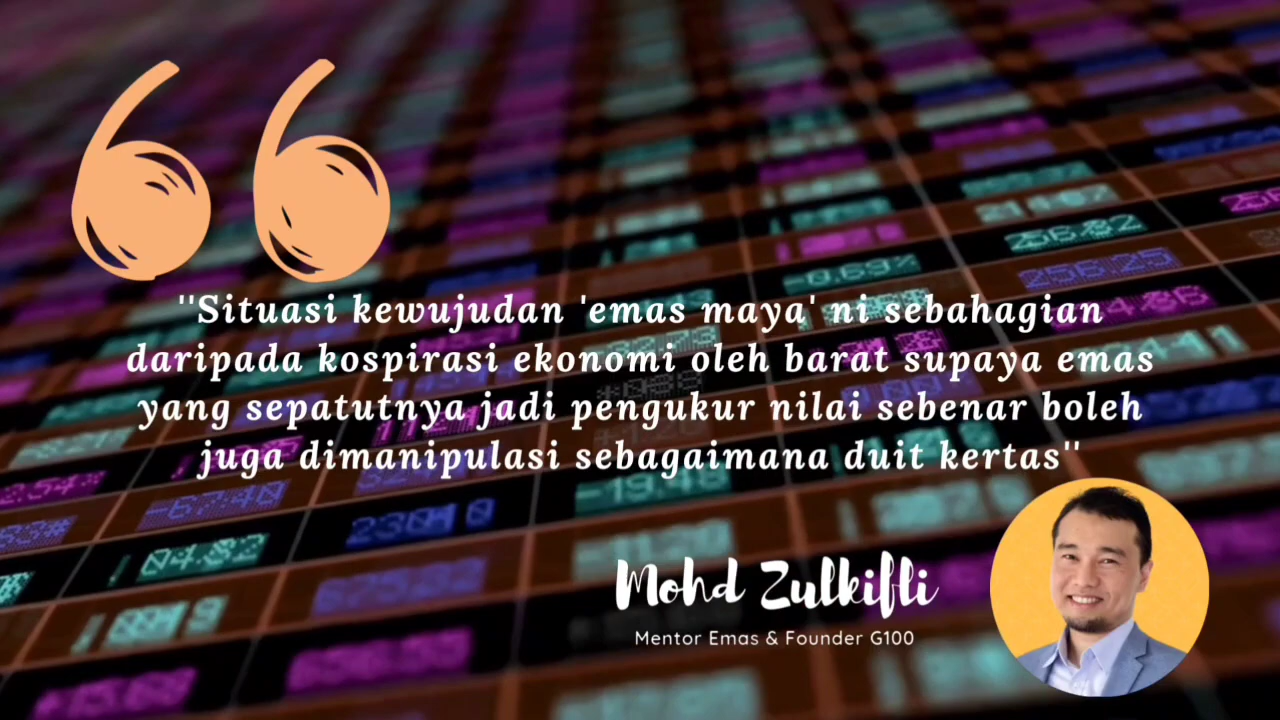 ''Situasi kewujudan 'emas maya' ni sebahagian
daripada kospirasi ekonomi oleh barat supaya emas
yang sepatutnya jadi pengukur nilai sebenar boleh
juga dimanipulasi sebagaimana duit kertas''
Mohd Zulkifli
Mentor Emas & Founder G100